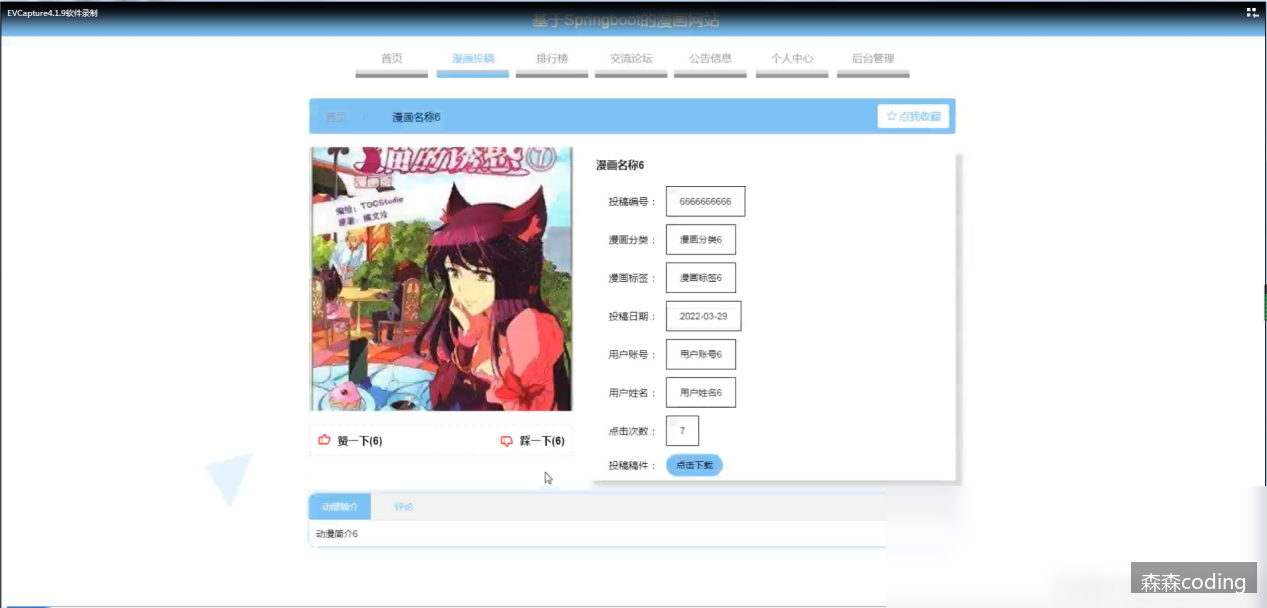 EVCapture4.1.9软件录制
基于Springboot的漫画网站
首页 漫画投稿 排行榜 交流论坛 公告信息 个人中心 后台管理
首页 漫画名称6 ☆点我收藏
⑦
编绘：TDCStudio
漫画名称6
投稿编号： 6666666666
漫画分类： 漫画分类6
漫画标签： 漫画标签6
投稿日期： 2022-03-29
用户账号： 用户账号6
用户姓名： 用户姓名6
点击次数： 7
投稿稿件： 点击下载
赞一下(6) 踩一下(6)
动漫简介 评论
动漫简介6
森森coding